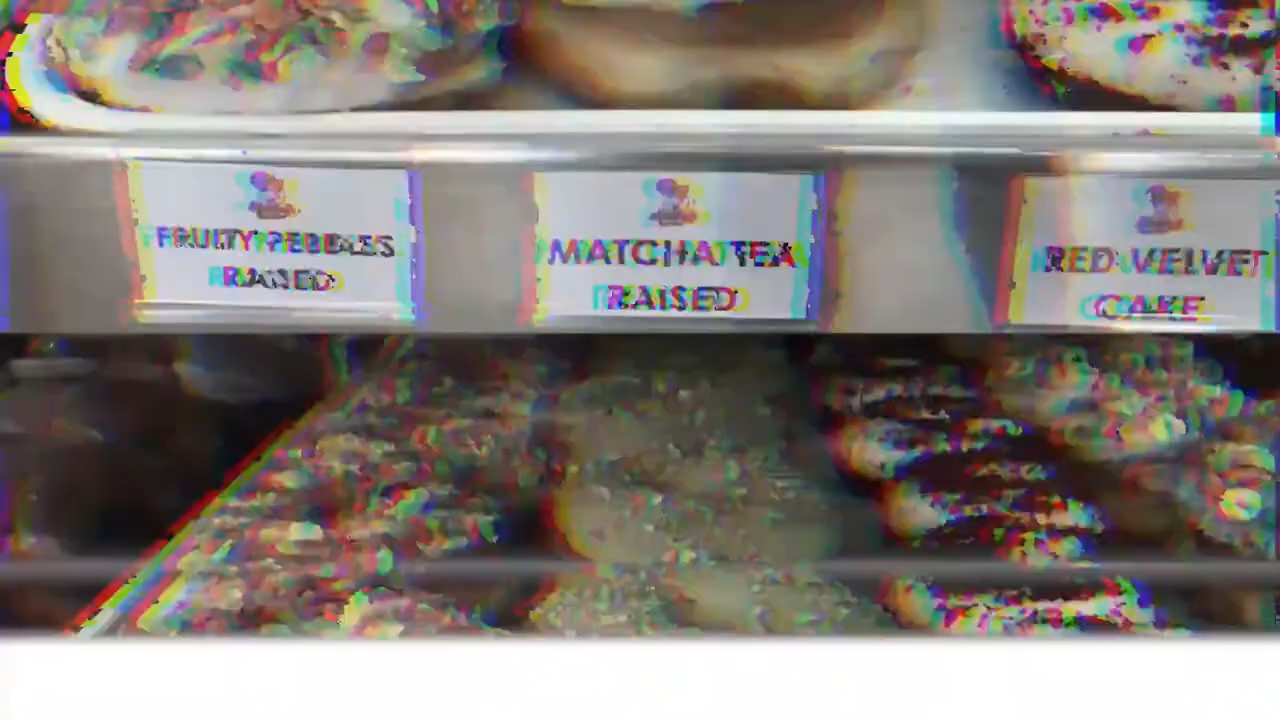 FRUITY PEBBLES
RAISED
MATCHA TEA
RAISED
RED VELVET
CAKE